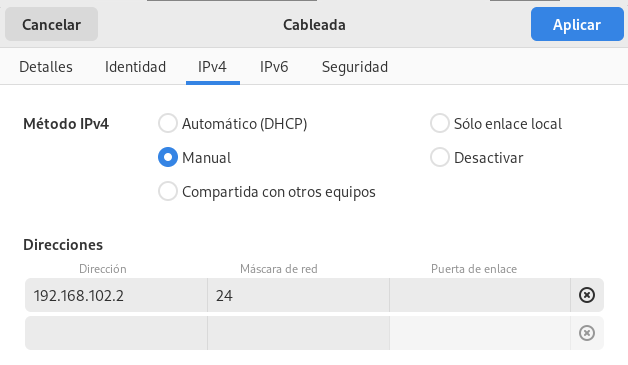 Cancelar Cableada Aplicar
Detalles Identidad IPv4 IPv6 Seguridad
Método IPv4 Automático (DHCP) Sólo enlace local
Manual Desactivar
Compartida con otros equipos
Direcciones
Dirección Máscara de red Puerta de enlace
192.168.102.2 24